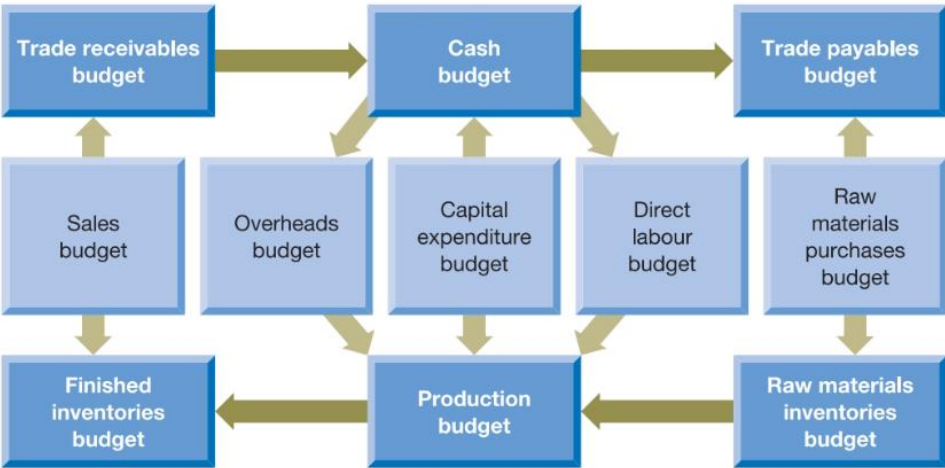 Trade receivables
budget
Cash
budget
Trade payables
budget
Sales
budget
Overheads
budget
Capital
expenditure
budget
Direct
labour
budget
Raw
materials
purchases
budget
Finished
inventories
budget
Production
budget
Raw materials
inventories
budget